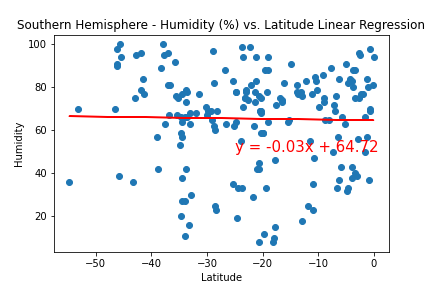 Southern Hemisphere - Humidity (%) vs. Latitude Linear Regression
100
80
60
40
20
Humidity
y = -0.03x + 64.72
−50
−40
−30
−20
−10
0
Latitude